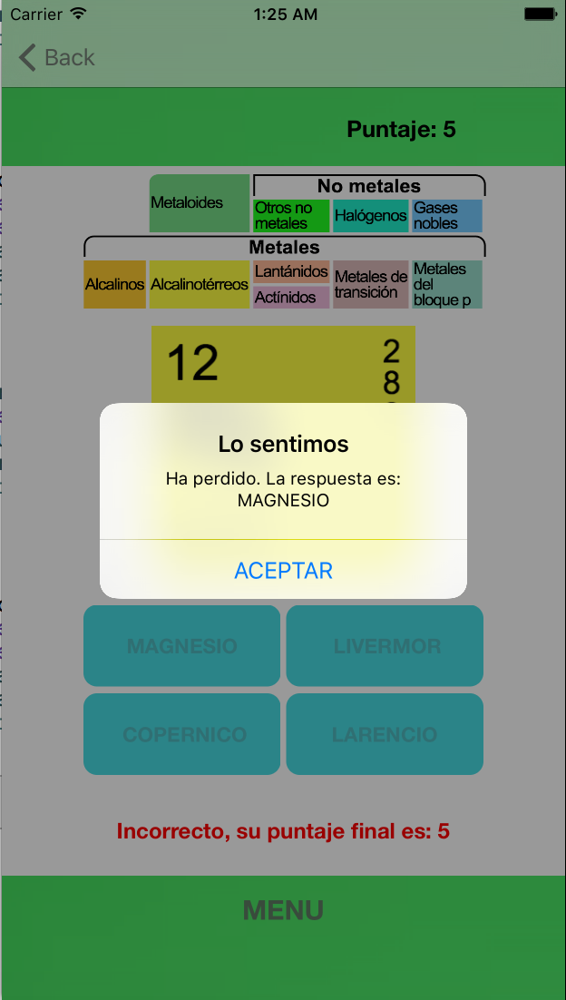 Carrier 1:25 AM
Back
Puntaje: 5
No metales
Metaloides
Otros no
metales
Halógenos
Gases
nobles
Metales
Alcalinos
Alcalinotérreos
Lantánidos
Actínidos
Metales de
transición
Metales
del
bloque p
12
2
8
Lo sentimos
Ha perdido. La respuesta es:
MAGNESIO
ACEPTAR
MAGNESIO
LIVERMOR
COPERNICO
LARENCIO
Incorrecto, su puntaje final es: 5
MENU